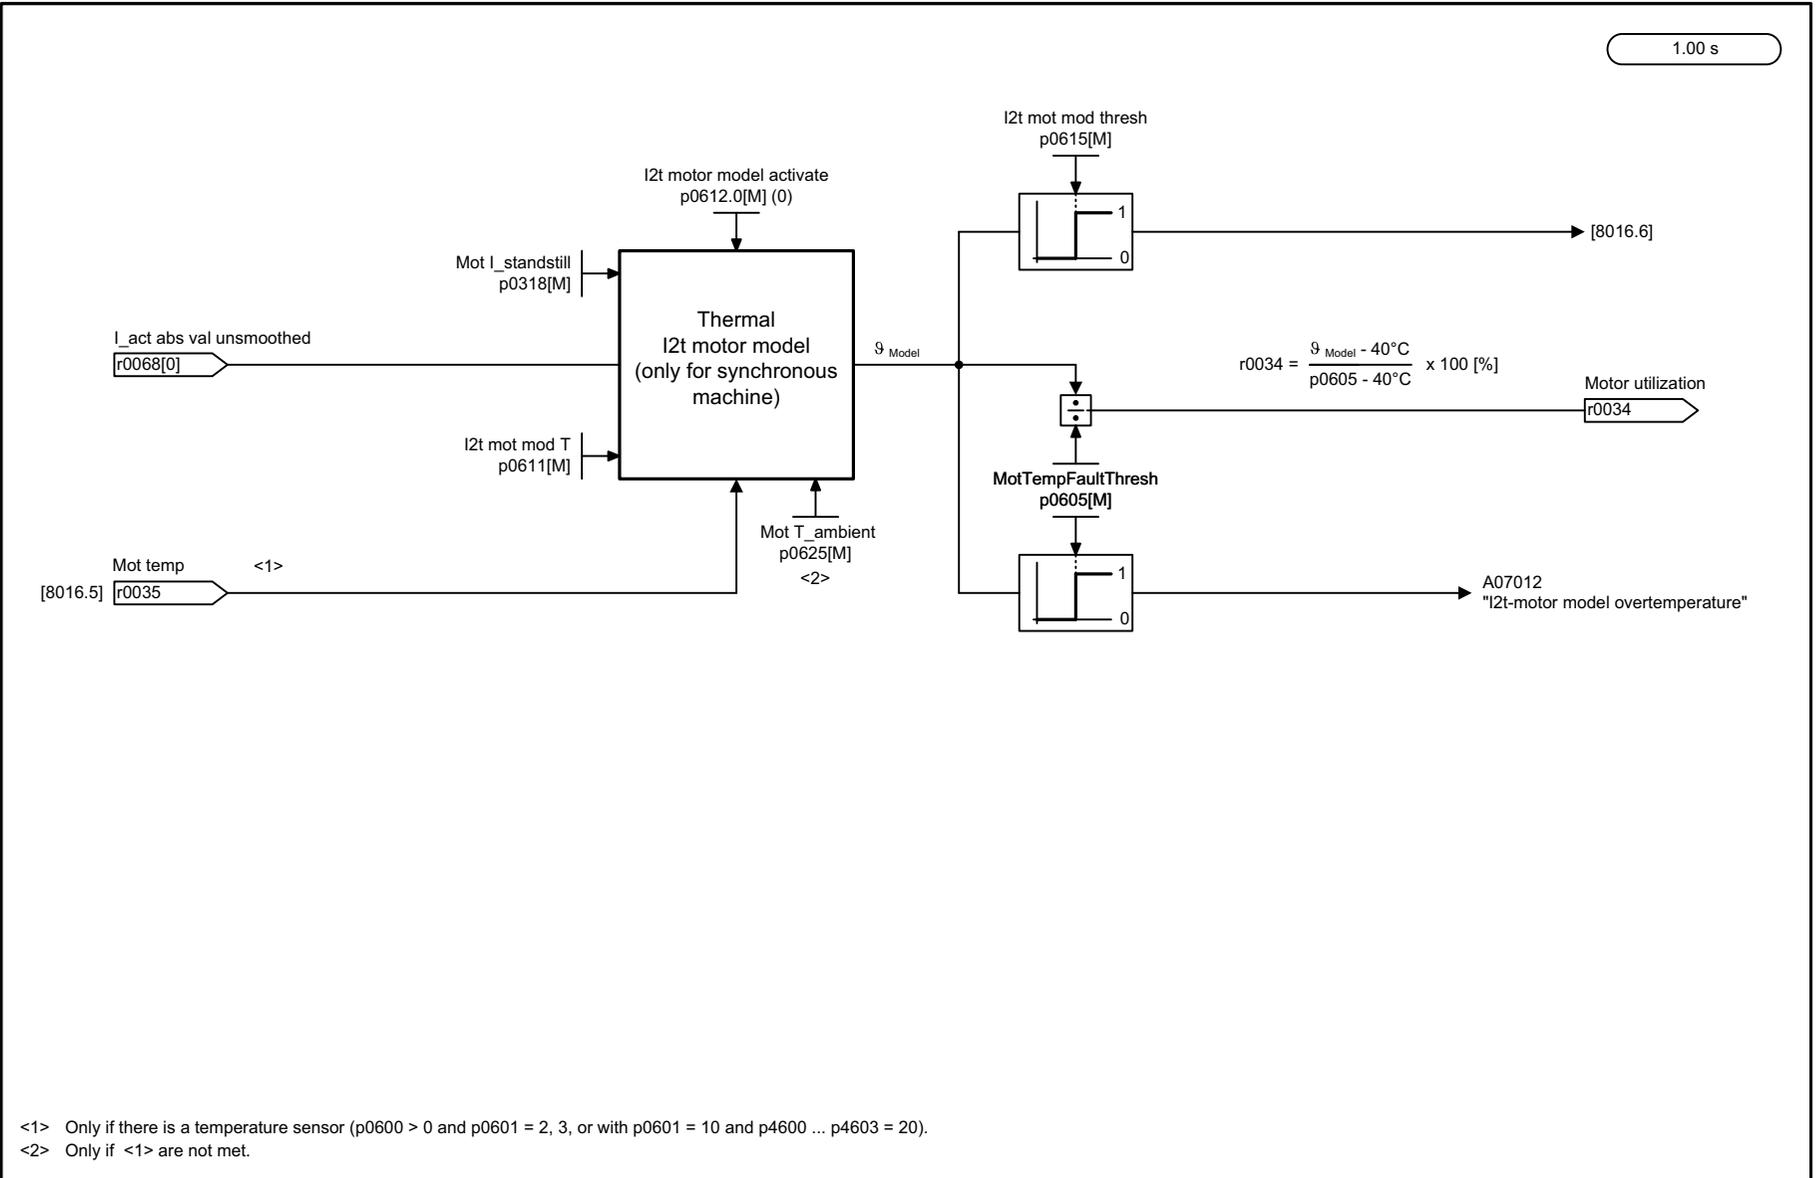 1.00 s
I2t mot mod thresh
p0615[M]
I2t motor model activate
p0612.0[M] (0)
1
0
[8016.6]
Mot I_standstill
p0318[M]
Thermal
I2t motor model
(only for synchronous
machine)
I_act abs val unsmoothed
r0068[0]
ϑ Model
r0034 = ϑ Model - 40°C / p0605 - 40°C x 100 [%]
Motor utilization
r0034
I2t mot mod T
p0611[M]
MotTempFaultThresh
p0605[M]
Mot T_ambient
p0625[M]
<2>
Mot temp <1>
[8016.5] r0035
1
0
A07012
"I2t-motor model overtemperature"
<1> Only if there is a temperature sensor (p0600 > 0 and p0601 = 2, 3, or with p0601 = 10 and p4600 ... p4603 = 20).
<2> Only if <1> are not met.